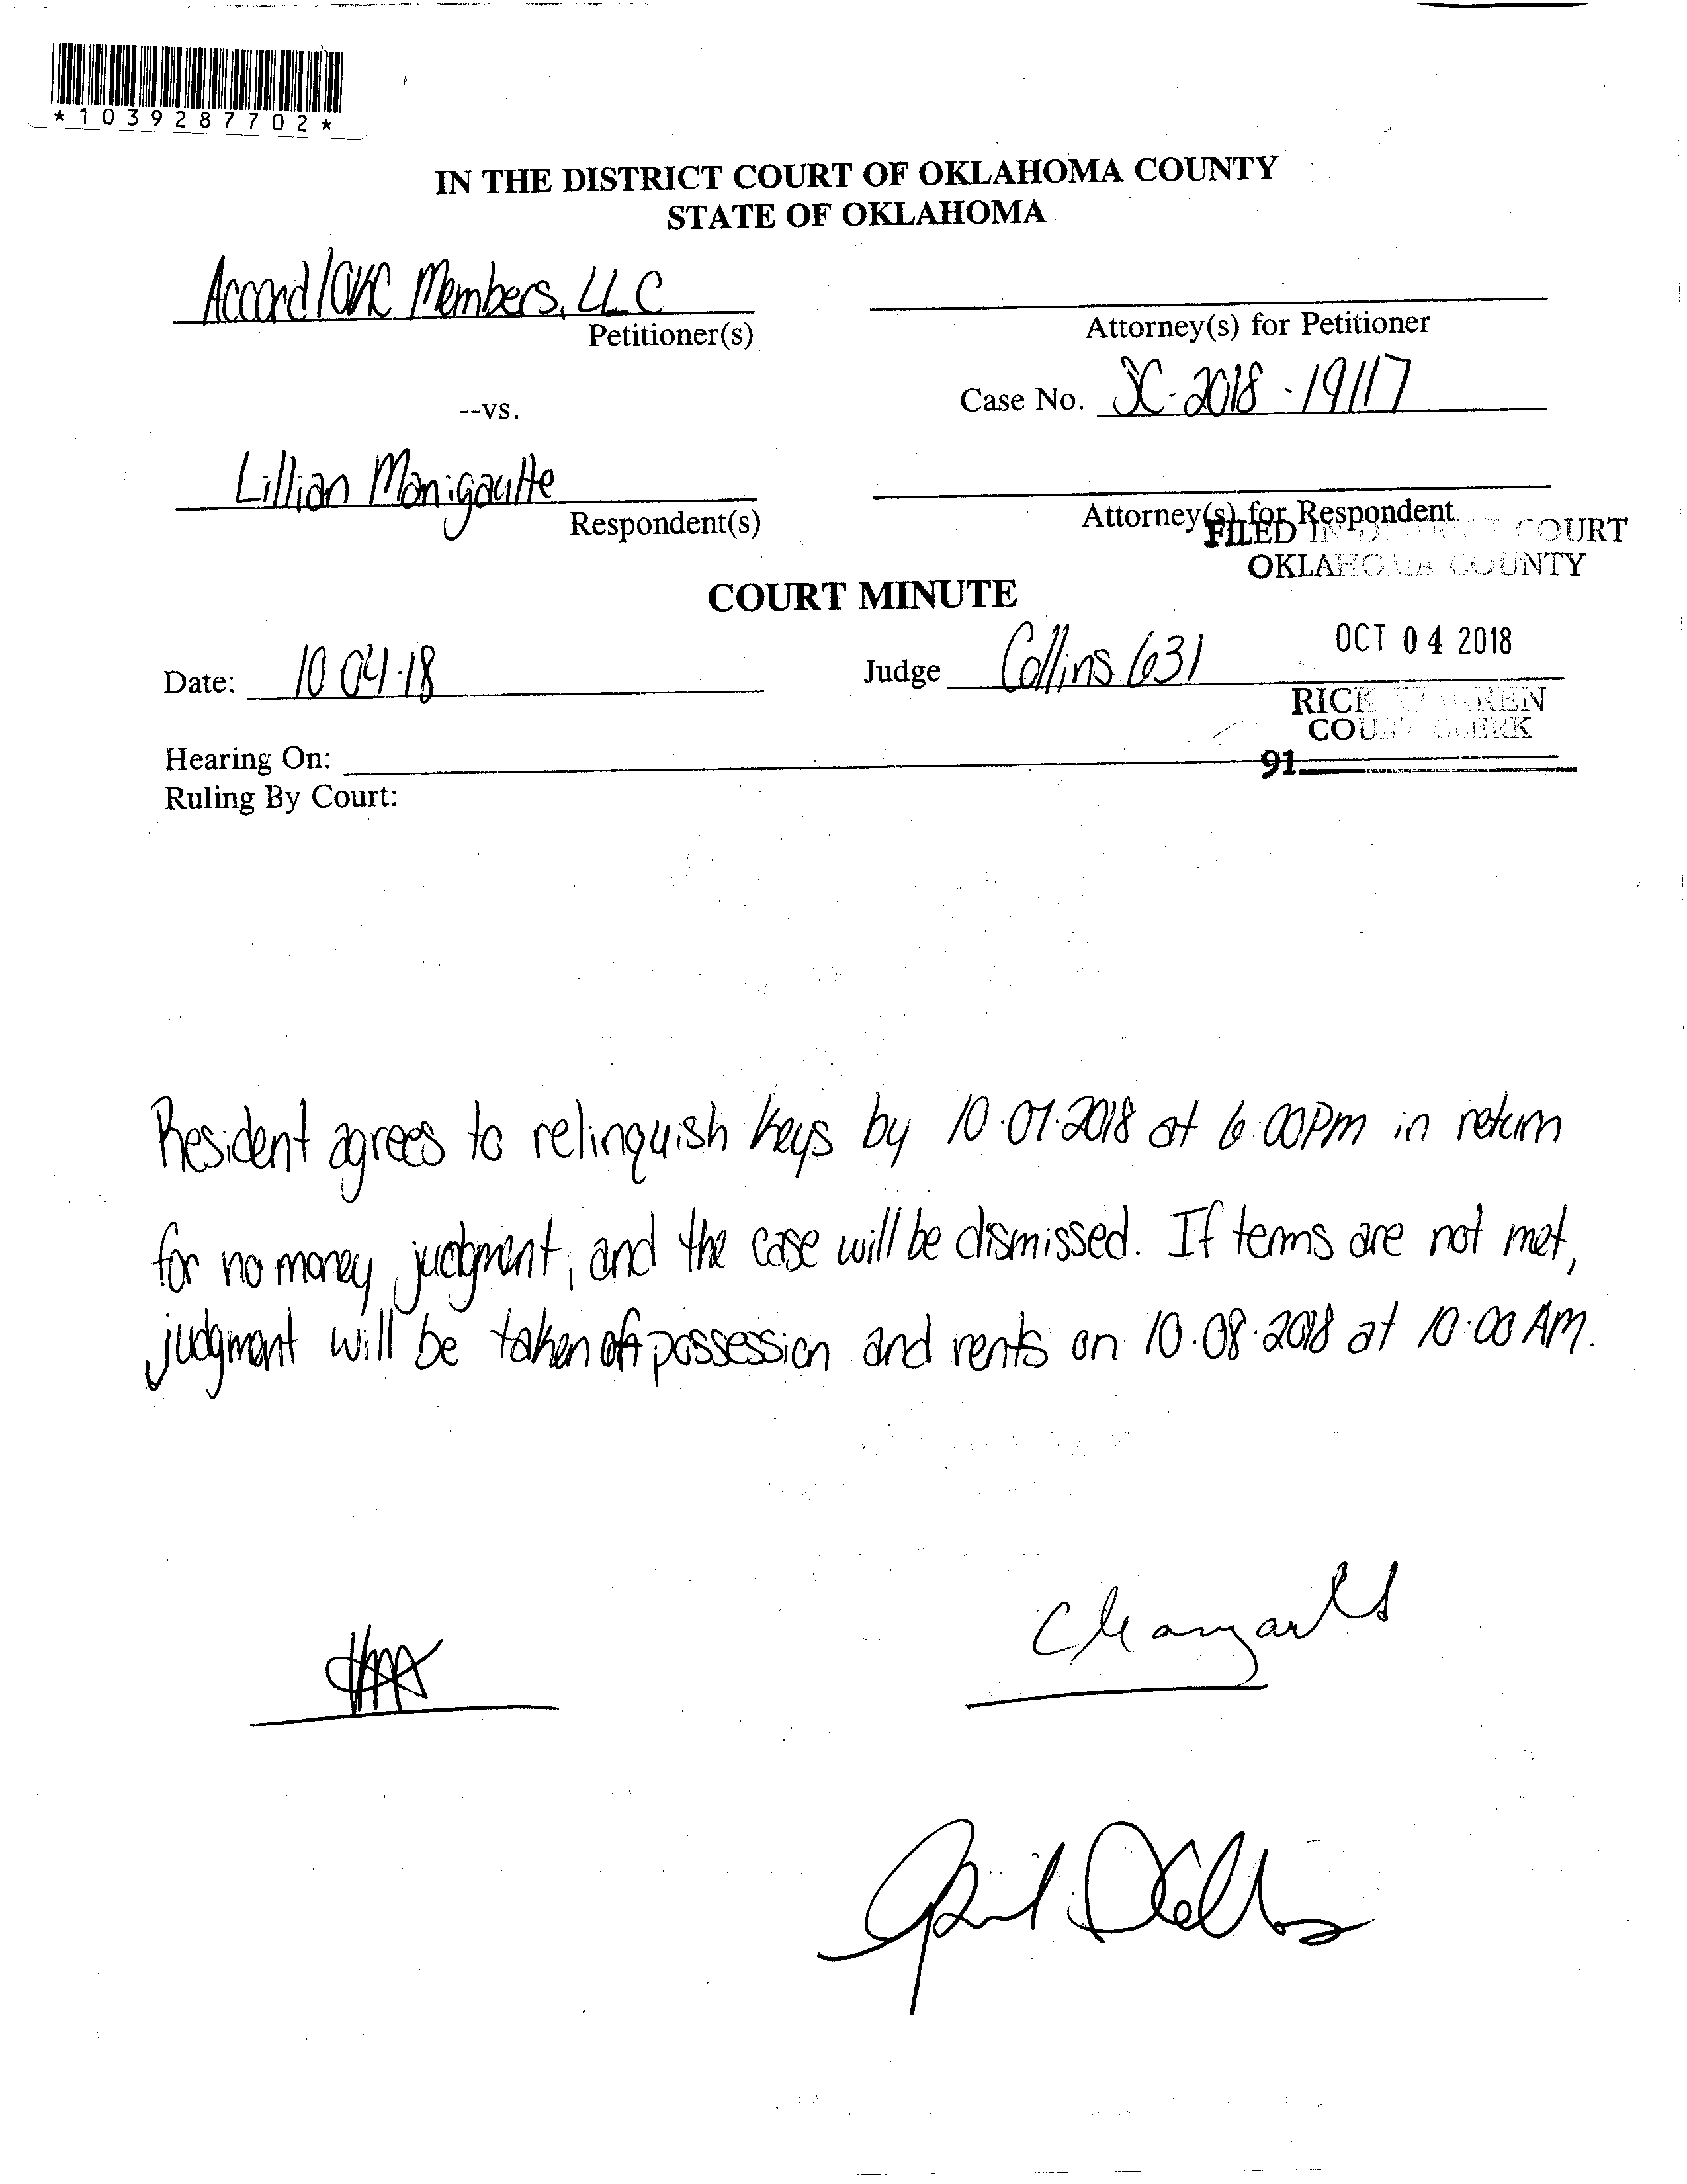 *1039287702*
IN THE DISTRICT COURT OF OKLAHOMA COUNTY
STATE OF OKLAHOMA
Accord/OKC Members, LLC
Petitioner(s)
Attorney(s) for Petitioner
Case No. SC-2018-19117
--vs.
Lillian Manigaulte
Respondent(s)
Attorney(s) for Respondent
FILED IN DISTRICT COURT
OKLAHOMA COUNTY
COURT MINUTE
OCT 04 2018
Date: 10 04.18
Judge Collins 631
RICK WARREN
COURT CLERK
91
Hearing On:
Ruling By Court:
Resident agrees to relinquish keys by 10.07.2018 at 6:00PM in return
for no money judgment, and the case will be dismissed. If terms are not met,
judgment will be taken of possession and rents on 10.08.2018 at 10:00 AM.